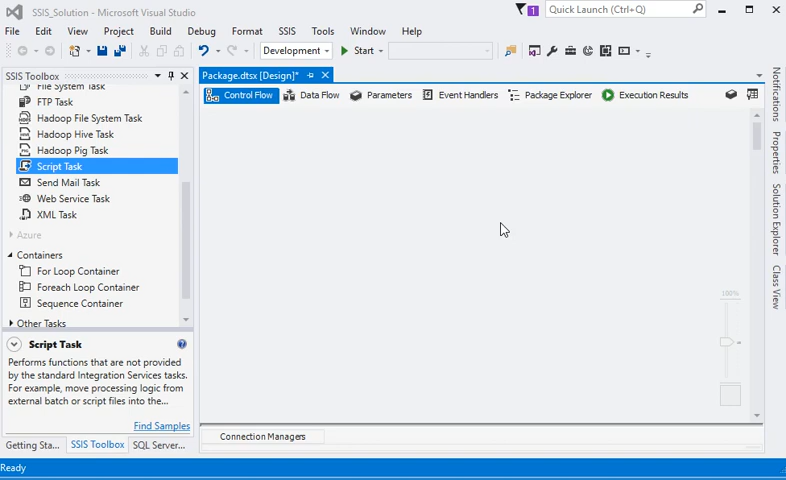 SSIS_Solution - Microsoft Visual Studio
1
Quick Launch (Ctrl+Q)
File Edit View Project Build Debug Format SSIS Tools Window Help
Development
Start
SSIS Toolbox
Package.dtsx [Design]*
Control Flow
Data Flow
Parameters
Event Handlers
Package Explorer
Execution Results
File System Task
FTP Task
Hadoop File System Task
Hadoop Hive Task
Hadoop Pig Task
Script Task
Send Mail Task
Web Service Task
XML Task
Azure
Containers
For Loop Container
Foreach Loop Container
Sequence Container
Other Tasks
Script Task
Performs functions that are not provided
by the standard Integration Services tasks.
For example, move processing logic from
external batch or script files into the...
Find Samples
Getting Sta... SSIS Toolbox SQL Server...
100%
Connection Managers
Notifications
Properties
Solution Explorer
Class View
Ready